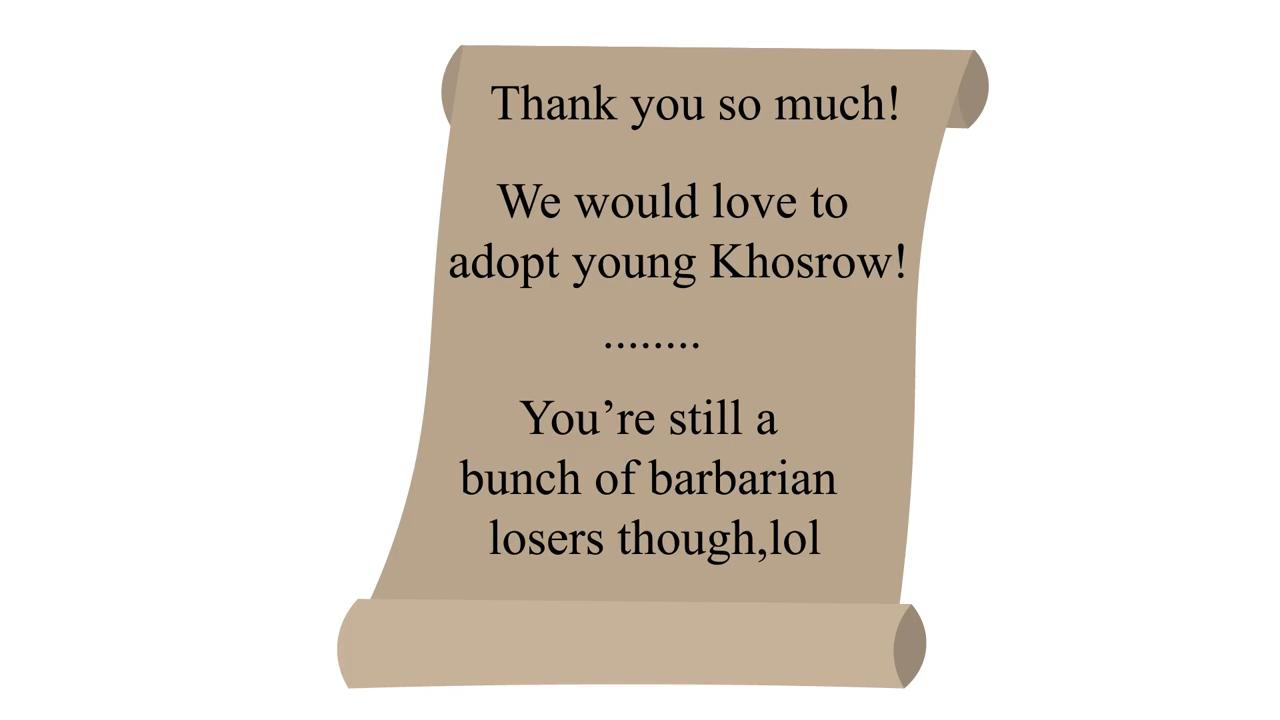 Thank you so much!
We would love to
adopt young Khosrow!
........
You’re still a
bunch of barbarian
losers though,lol